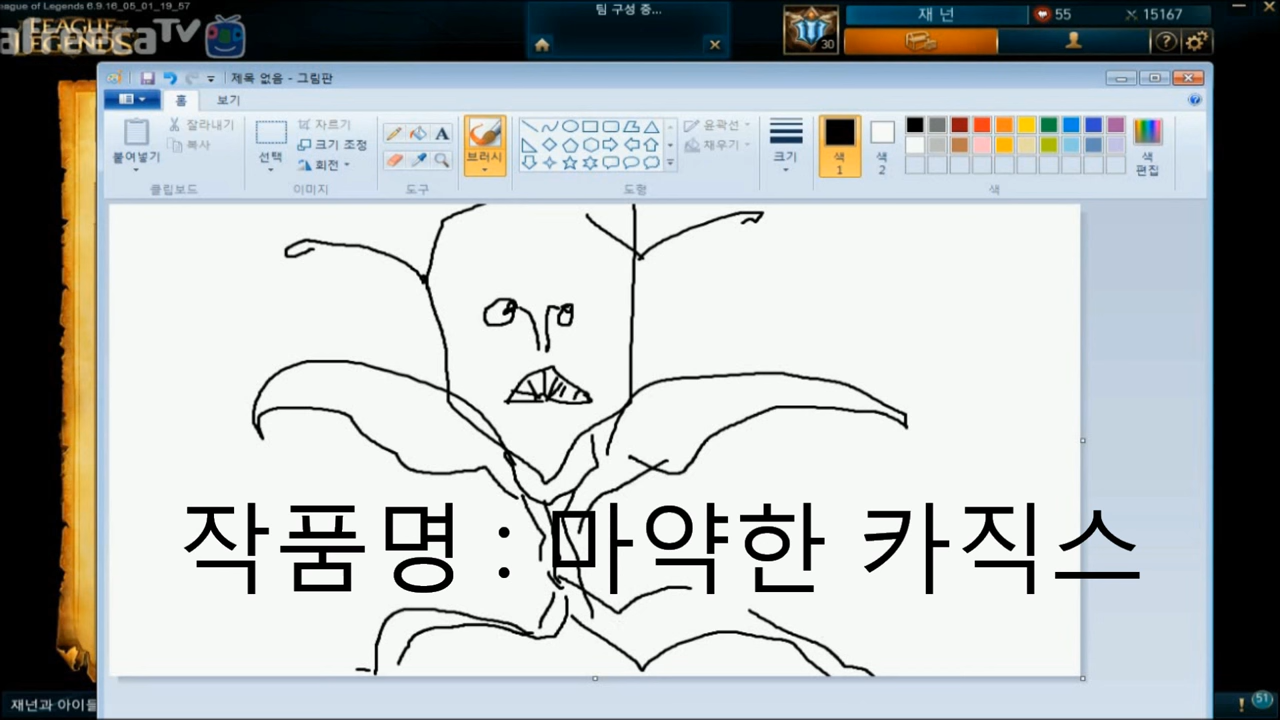 League of Legends 6.9.16_05_01_19_57
afreecaTV
LEAGUE
LEGENDS
팀 구성 중...
30
재 넌
55
15167
제목 없음 - 그림판
홈
보기
붙여넣기
잘라내기
복사
클립보드
선택
자르기
크기 조정
회전
이미지
A
도구
브러시
윤곽선
채우기
도형
크기
색
1
색
2
색
편집
색
작품명 : 마약한 카직스
재넌과 아이들
51